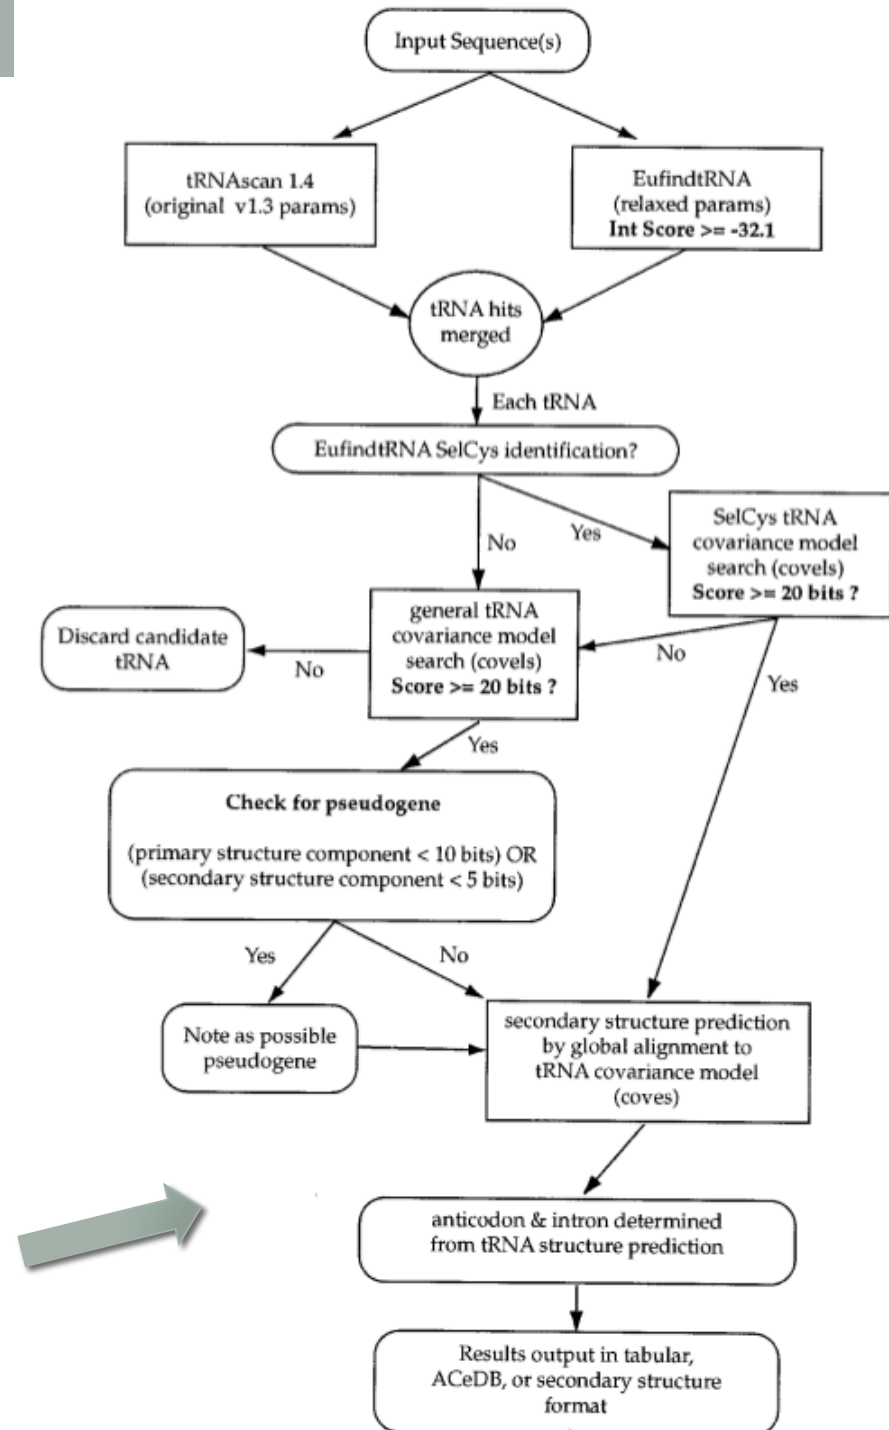 Input Sequence(s)
tRNAscan 1.4
(original v1.3 params)
EufindtRNA
(relaxed params)
Int Score >= -32.1
tRNA hits
merged
Each tRNA
EufindtRNA SelCys identification?
No
Yes
SelCys tRNA
covariance model
search (covels)
Score >= 20 bits ?
general tRNA
covariance model
search (covels)
Score >= 20 bits ?
Discard candidate
tRNA
No
No
Yes
Yes
Check for pseudogene
(primary structure component < 10 bits) OR
(secondary structure component < 5 bits)
Yes
No
Note as possible
pseudogene
secondary structure prediction
by global alignment to
tRNA covariance model
(coves)
anticodon & intron determined
from tRNA structure prediction
Results output in tabular,
ACeDB, or secondary structure
format